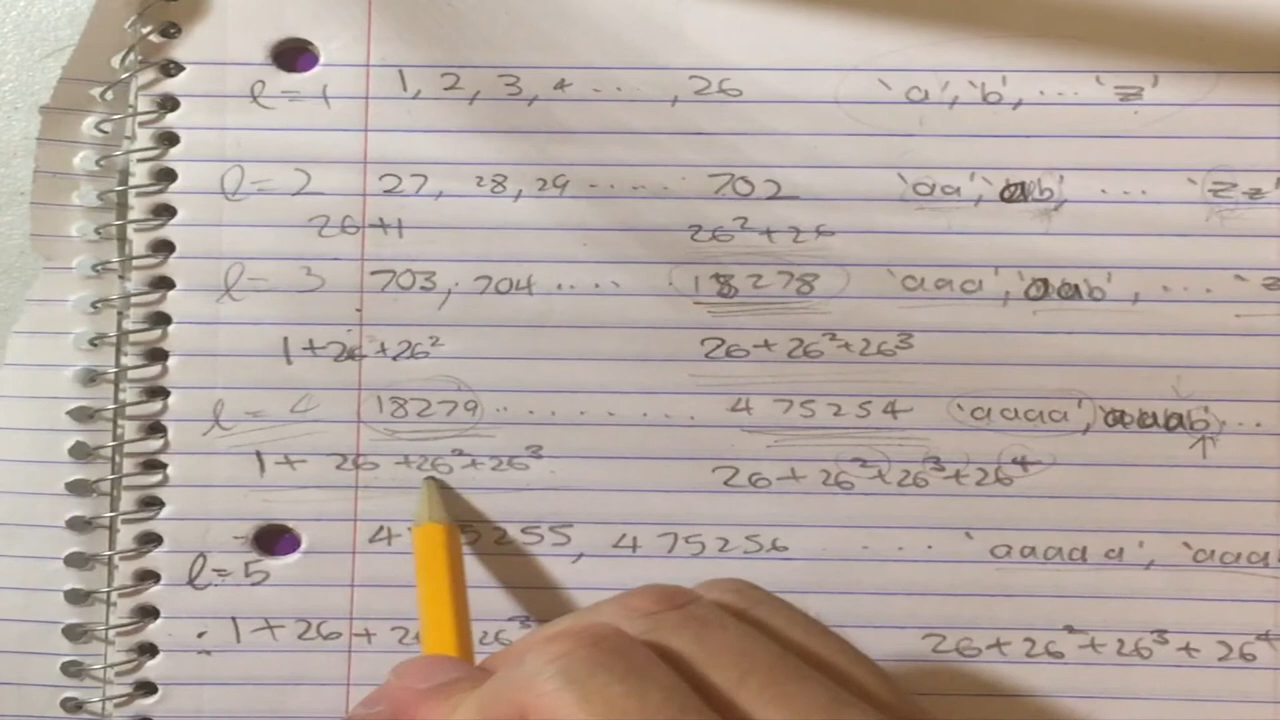 l=1 1, 2, 3, 4 ...., 26 'a', 'b', ... 'z'
l=2 27, 28, 29 ..... 702 'aa', 'ab', ... 'zz'
26+1 26²+26
l=3 703, 704 .... 18278 'aaa', 'aab', ...
1+26+26² 26+26²+26³
l=4 18279 ......... 475254 'aaaa', 'aaab', ...
1+26+26²+26³ 26+26²+26³+26⁴
475255, 475256 .... 'aaaaa', 'aaa
l=5
1+26+ 26³ 26+26²+26³+26⁴